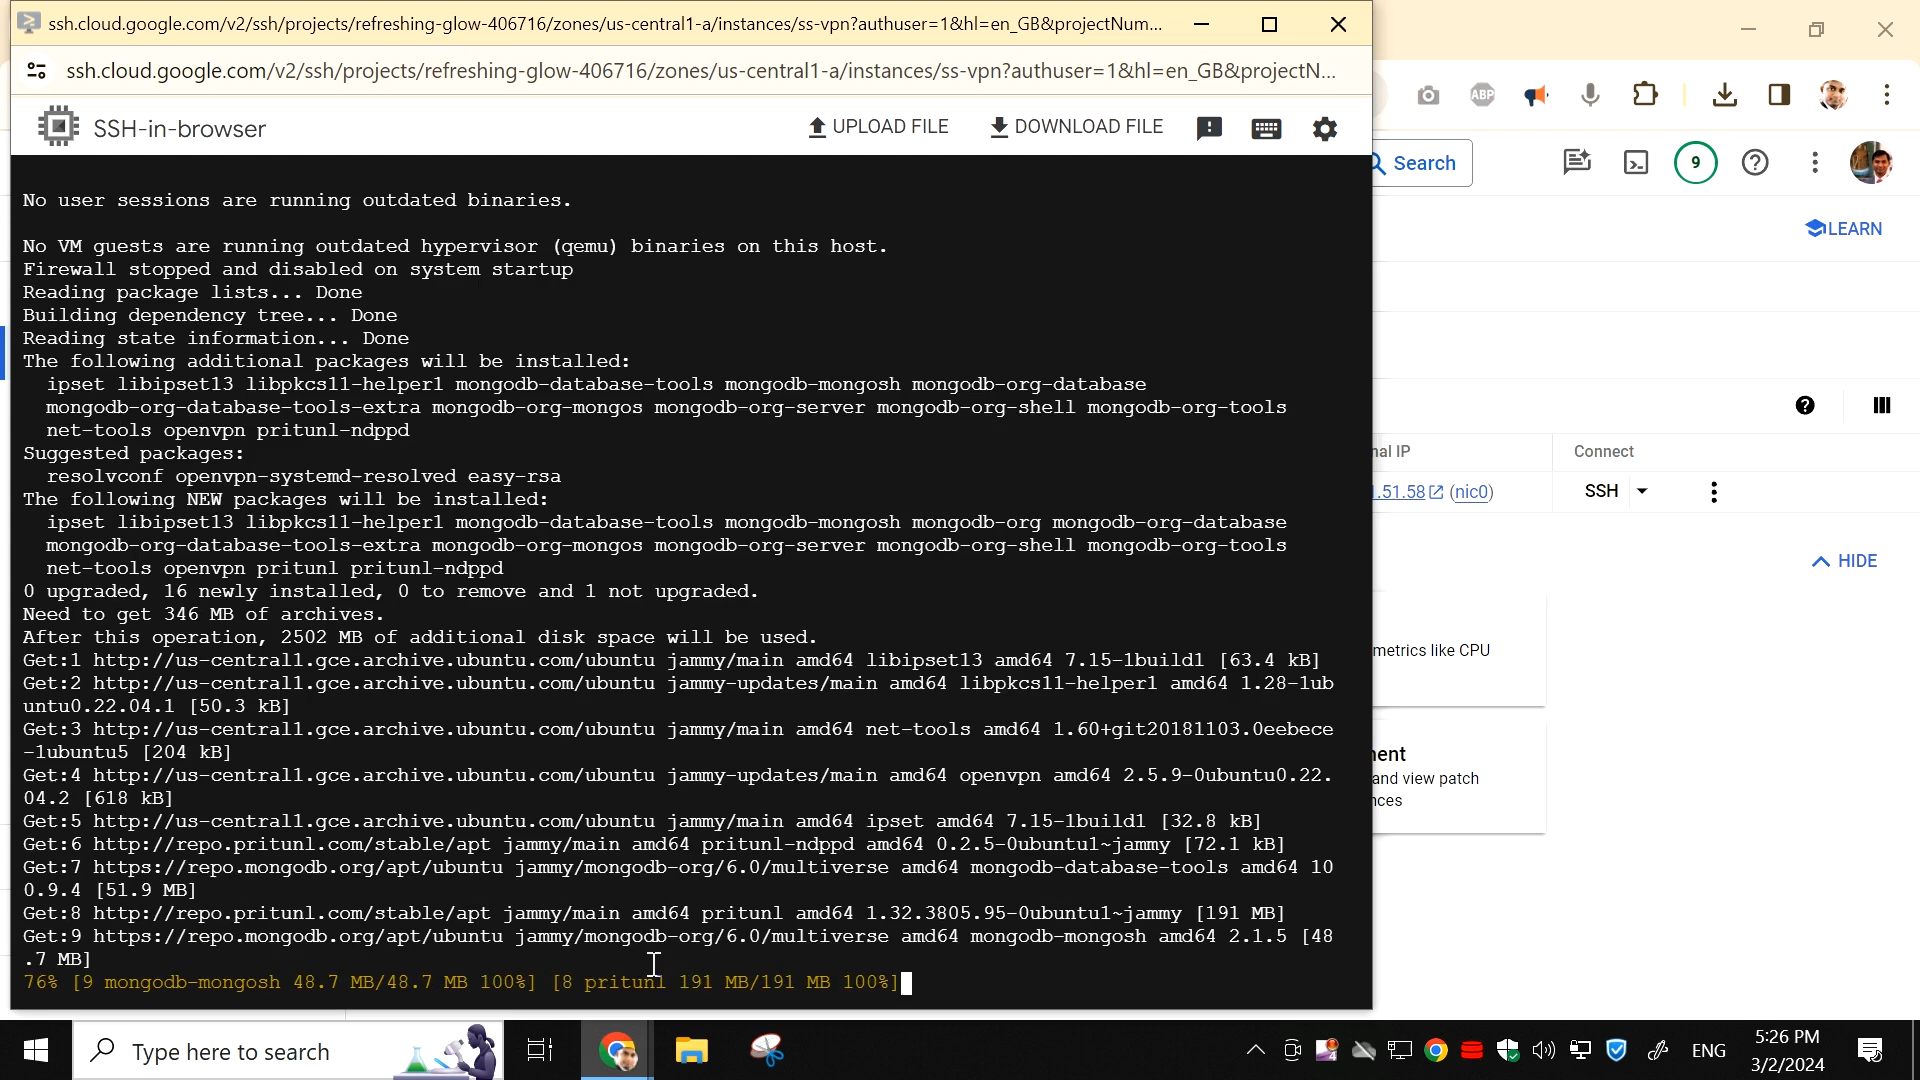 ssh.cloud.google.com/v2/ssh/projects/refreshing-glow-406716/zones/us-central1-a/instances/ss-vpn?authuser=1&hl=en_GB&projectNum...
ssh.cloud.google.com/v2/ssh/projects/refreshing-glow-406716/zones/us-central1-a/instances/ss-vpn?authuser=1&hl=en_GB&projectN...
ABP
SSH-in-browser
UPLOAD FILE
DOWNLOAD FILE
Search
9
LEARN
No user sessions are running outdated binaries.
No VM guests are running outdated hypervisor (qemu) binaries on this host.
Firewall stopped and disabled on system startup
Reading package lists... Done
Building dependency tree... Done
Reading state information... Done
The following additional packages will be installed:
ipset libipset13 libpkcs11-helper1 mongodb-database-tools mongodb-mongosh mongodb-org-database
mongodb-org-database-tools-extra mongodb-org-mongos mongodb-org-server mongodb-org-shell mongodb-org-tools
net-tools openvpn pritunl-ndppd
Suggested packages:
resolvconf openvpn-systemd-resolved easy-rsa
The following NEW packages will be installed:
ipset libipset13 libpkcs11-helper1 mongodb-database-tools mongodb-mongosh mongodb-org mongodb-org-database
mongodb-org-database-tools-extra mongodb-org-mongos mongodb-org-server mongodb-org-shell mongodb-org-tools
net-tools openvpn pritunl pritunl-ndppd
0 upgraded, 16 newly installed, 0 to remove and 1 not upgraded.
Need to get 346 MB of archives.
After this operation, 2502 MB of additional disk space will be used.
Get:1 http://us-central1.gce.archive.ubuntu.com/ubuntu jammy/main amd64 libipset13 amd64 7.15-1build1 [63.4 kB]
Get:2 http://us-central1.gce.archive.ubuntu.com/ubuntu jammy-updates/main amd64 libpkcs11-helper1 amd64 1.28-1ub
untu0.22.04.1 [50.3 kB]
Get:3 http://us-central1.gce.archive.ubuntu.com/ubuntu jammy/main amd64 net-tools amd64 1.60+git20181103.0eebece
-1ubuntu5 [204 kB]
Get:4 http://us-central1.gce.archive.ubuntu.com/ubuntu jammy-updates/main amd64 openvpn amd64 2.5.9-0ubuntu0.22.
04.2 [618 kB]
Get:5 http://us-central1.gce.archive.ubuntu.com/ubuntu jammy/main amd64 ipset amd64 7.15-1build1 [32.8 kB]
Get:6 http://repo.pritunl.com/stable/apt jammy/main amd64 pritunl-ndppd amd64 0.2.5-0ubuntu1~jammy [72.1 kB]
Get:7 https://repo.mongodb.org/apt/ubuntu jammy/mongodb-org/6.0/multiverse amd64 mongodb-database-tools amd64 10
0.9.4 [51.9 MB]
Get:8 http://repo.pritunl.com/stable/apt jammy/main amd64 pritunl amd64 1.32.3805.95-0ubuntu1~jammy [191 MB]
Get:9 https://repo.mongodb.org/apt/ubuntu jammy/mongodb-org/6.0/multiverse amd64 mongodb-mongosh amd64 2.1.5 [48
.7 MB]
76% [9 mongodb-mongosh 48.7 MB/48.7 MB 100%] [8 pritunl 191 MB/191 MB 100%]
nal IP
Connect
.51.58 (nic0)
SSH
HIDE
metrics like CPU
ment
and view patch
nces
Type here to search
ENG
5:26 PM
3/2/2024